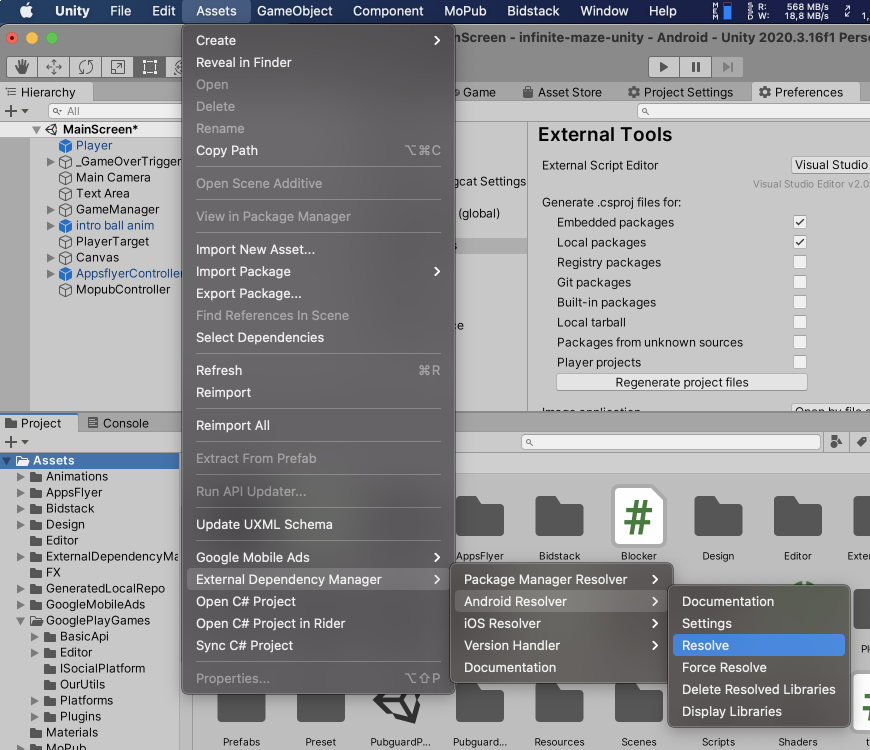 Unity File Edit Assets GameObject Component MoPub Bidstack Window Help
R: 568 MB/s
W: 18,8 MB/s
nScreen - infinite-maze-unity - Android - Unity 2020.3.16f1 Pers
Hierarchy
All
MainScreen*
Player
_GameOverTrigger
Main Camera
Text Area
GameManager
intro ball anim
PlayerTarget
Canvas
AppsflyerController
MopubController
Create
Reveal in Finder
Open
Delete
Rename
Copy Path ⌥⌘C
Open Scene Additive
View in Package Manager
Import New Asset...
Import Package
Export Package...
Find References In Scene
Select Dependencies
Refresh ⌘R
Reimport
Reimport All
Extract From Prefab
Run API Updater...
Update UXML Schema
Google Mobile Ads
External Dependency Manager
Open C# Project
Open C# Project in Rider
Sync C# Project
Properties... ⌥⇧P
Game Asset Store Project Settings Preferences
gcat Settings
(global)
External Tools
External Script Editor Visual Studio
Visual Studio Editor v2.0
Generate .csproj files for:
Embedded packages
Local packages
Registry packages
Git packages
Built-in packages
Local tarball
Packages from unknown sources
Player projects
Regenerate project files
Image application Open by file
Project Console
Assets
Animations
AppsFlyer
Bidstack
Design
Editor
ExternalDependencyMa
FX
GeneratedLocalRepo
GoogleMobileAds
GooglePlayGames
BasicApi
Editor
ISocialPlatform
OurUtils
Platforms
Plugins
Materials
MoPub
AppsFlyer Bidstack Blocker Design Editor Exter
Package Manager Resolver
Android Resolver
iOS Resolver
Version Handler
Documentation
Documentation
Settings
Resolve
Force Resolve
Delete Resolved Libraries
Display Libraries
Prefabs Preset PubguardP... Pubguard... Resources Scenes Scripts Shaders